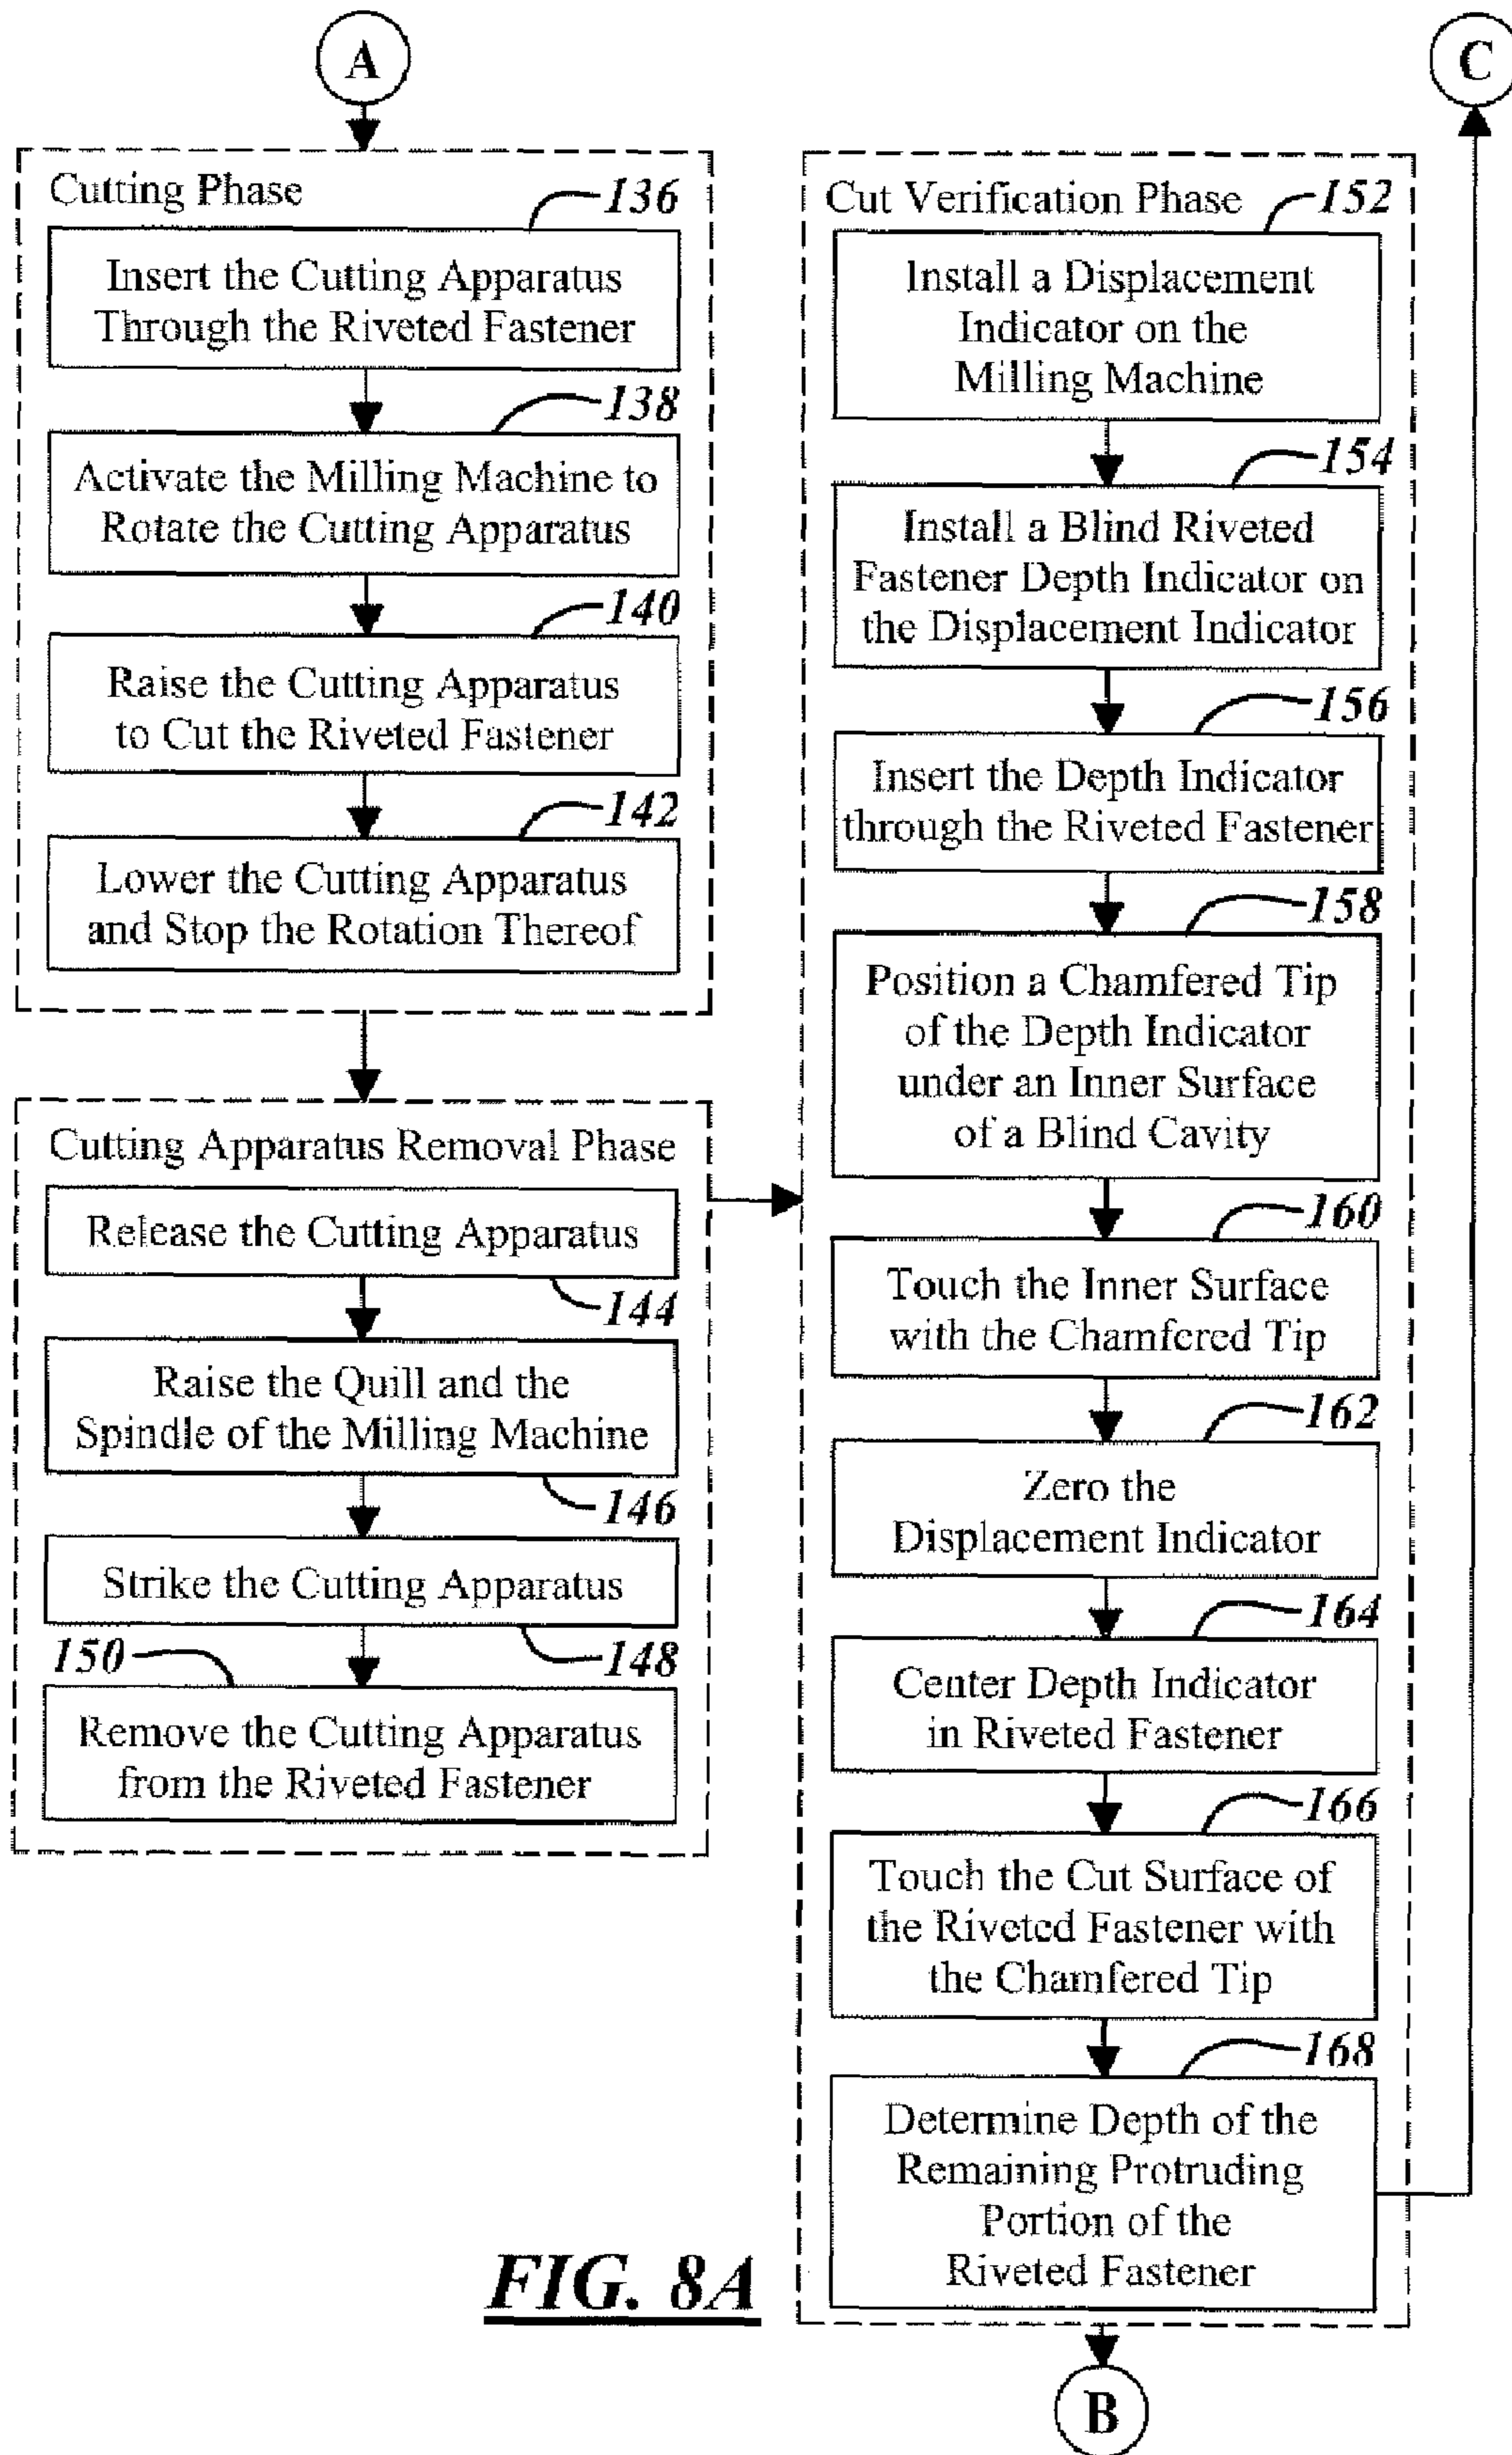 A
Cutting Phase
136
Insert the Cutting Apparatus
Through the Riveted Fastener
138
Activate the Milling Machine to
Rotate the Cutting Apparatus
140
Raise the Cutting Apparatus
to Cut the Riveted Fastener
142
Lower the Cutting Apparatus
and Stop the Rotation Thereof
Cutting Apparatus Removal Phase
Release the Cutting Apparatus
144
Raise the Quill and the
Spindle of the Milling Machine
146
Strike the Cutting Apparatus
148
150
Remove the Cutting Apparatus
from the Riveted Fastener
Cut Verification Phase
152
Install a Displacement
Indicator on the
Milling Machine
154
Install a Blind Riveted
Fastener Depth Indicator on
the Displacement Indicator
156
Insert the Depth Indicator
through the Riveted Fastener
158
Position a Chamfered Tip
of the Depth Indicator
under an Inner Surface
of a Blind Cavity
160
Touch the Inner Surface
with the Chamfered Tip
162
Zero the
Displacement Indicator
164
Center Depth Indicator
in Riveted Fastener
166
Touch the Cut Surface of
the Riveted Fastener with
the Chamfered Tip
168
Determine Depth of the
Remaining Protruding
Portion of the
Riveted Fastener
C
B
FIG. 8A